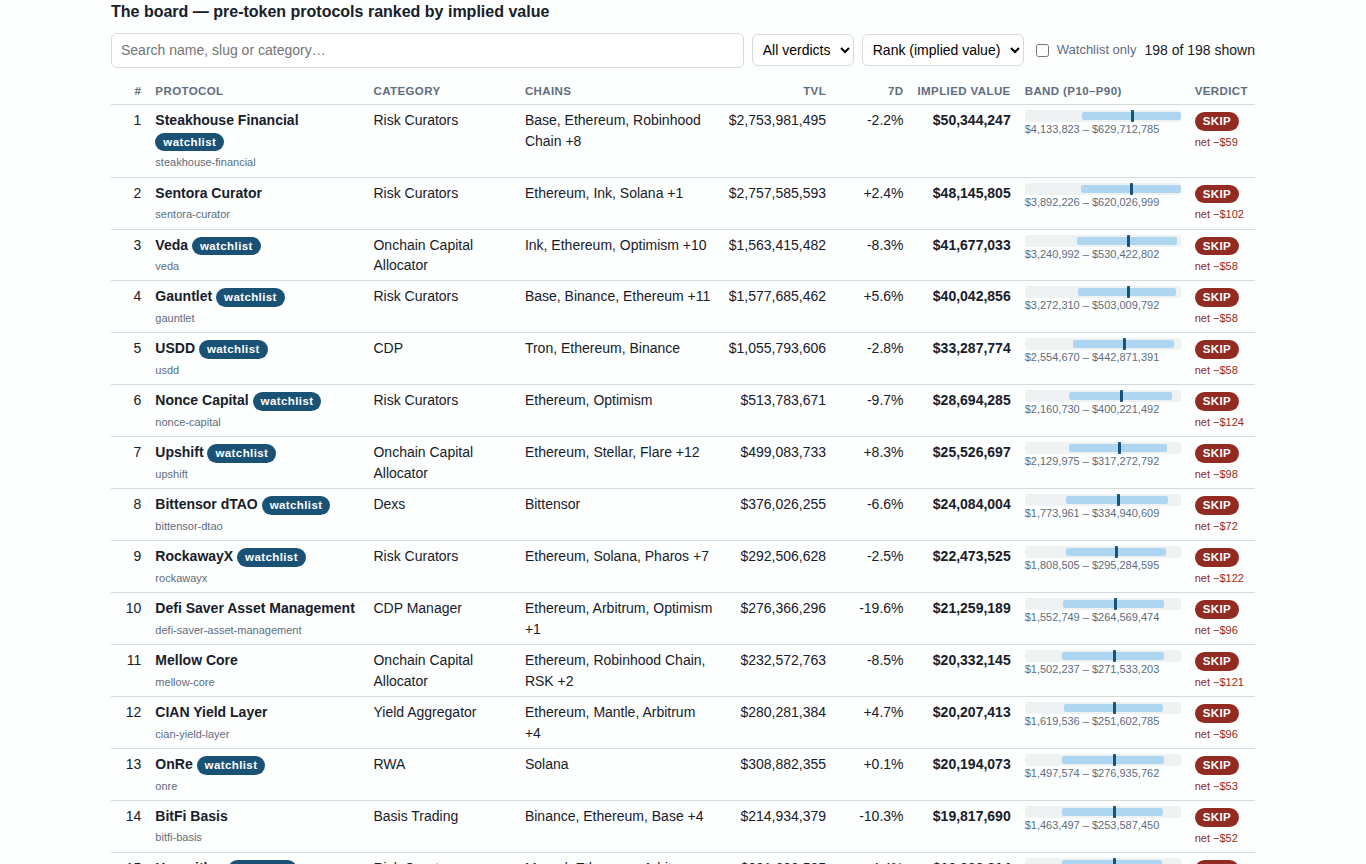 The board — pre-token protocols ranked by implied value
Search name, slug or category… All verdicts Rank (implied value) Watchlist only 198 of 198 shown
# PROTOCOL CATEGORY CHAINS TVL 7D IMPLIED VALUE BAND (P10–P90) VERDICT
1 Steakhouse Financial Risk Curators Base, Ethereum, Robinhood $2,753,981,495 -2.2% $50,344,247 SKIP
$4,133,823 – $629,712,785
watchlist Chain +8 net −$59
steakhouse-financial
2 Sentora Curator Risk Curators Ethereum, Ink, Solana +1 $2,757,585,593 +2.4% $48,145,805 SKIP
$3,892,226 – $620,026,999
sentora-curator net −$102
3 Veda watchlist Onchain Capital Ink, Ethereum, Optimism +10 $1,563,415,482 -8.3% $41,677,033 SKIP
$3,240,992 – $530,422,802
veda Allocator net −$58
4 Gauntlet watchlist Risk Curators Base, Binance, Ethereum +11 $1,577,685,462 +5.6% $40,042,856 SKIP
$3,272,310 – $503,009,792
gauntlet net −$58
5 USDD watchlist CDP Tron, Ethereum, Binance $1,055,793,606 -2.8% $33,287,774 SKIP
$2,554,670 – $442,871,391
usdd net −$58
6 Nonce Capital watchlist Risk Curators Ethereum, Optimism $513,783,671 -9.7% $28,694,285 SKIP
$2,160,730 – $400,221,492
nonce-capital net −$124
7 Upshift watchlist Onchain Capital Ethereum, Stellar, Flare +12 $499,083,733 +8.3% $25,526,697 SKIP
$2,129,975 – $317,272,792
upshift Allocator net −$98
8 Bittensor dTAO watchlist Dexs Bittensor $376,026,255 -6.6% $24,084,004 SKIP
$1,773,961 – $334,940,609
bittensor-dtao net −$72
9 RockawayX watchlist Risk Curators Ethereum, Solana, Pharos +7 $292,506,628 -2.5% $22,473,525 SKIP
$1,808,505 – $295,284,595
rockawayx net −$122
10 Defi Saver Asset Management CDP Manager Ethereum, Arbitrum, Optimism $276,366,296 -19.6% $21,259,189 SKIP
$1,552,749 – $264,569,474
defi-saver-asset-management +1 net −$96
11 Mellow Core Onchain Capital Ethereum, Robinhood Chain, $232,572,763 -8.5% $20,332,145 SKIP
$1,502,237 – $271,533,203
mellow-core Allocator RSK +2 net −$121
12 CIAN Yield Layer Yield Aggregator Ethereum, Mantle, Arbitrum $280,281,384 +4.7% $20,207,413 SKIP
$1,619,536 – $251,602,785
cian-yield-layer +4 net −$96
13 OnRe watchlist RWA Solana $308,882,355 +0.1% $20,194,073 SKIP
$1,497,574 – $276,935,762
onre net −$53
14 BitFi Basis Basis Trading Binance, Ethereum, Base +4 $214,934,379 -10.3% $19,817,690 SKIP
$1,463,497 – $253,587,450
bitfi-basis net −$52